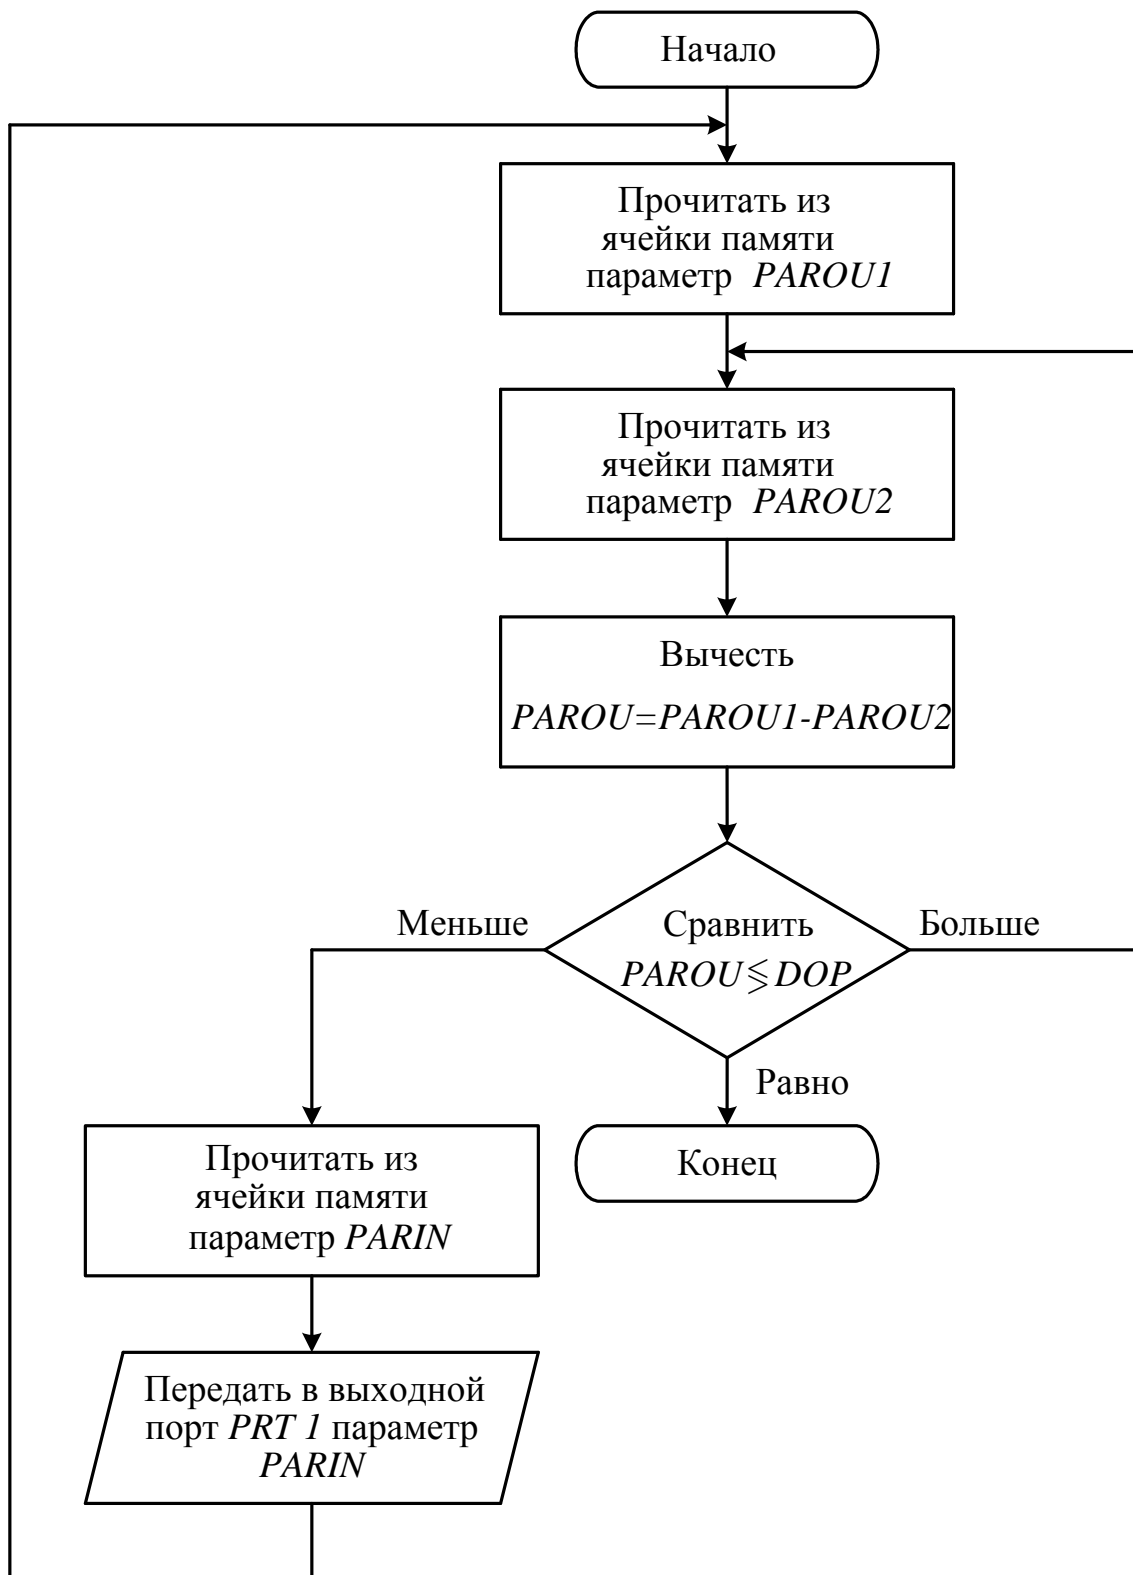 Начало
Прочитать из
ячейки памяти
параметр PAROU1
Прочитать из
ячейки памяти
параметр PAROU2
Вычесть
PAROU=PAROU1-PAROU2
Меньше
Сравнить
PAROU≶DOP
Больше
Равно
Прочитать из
ячейки памяти
параметр PARIN
Конец
Передать в выходной
порт PRT 1 параметр
PARIN